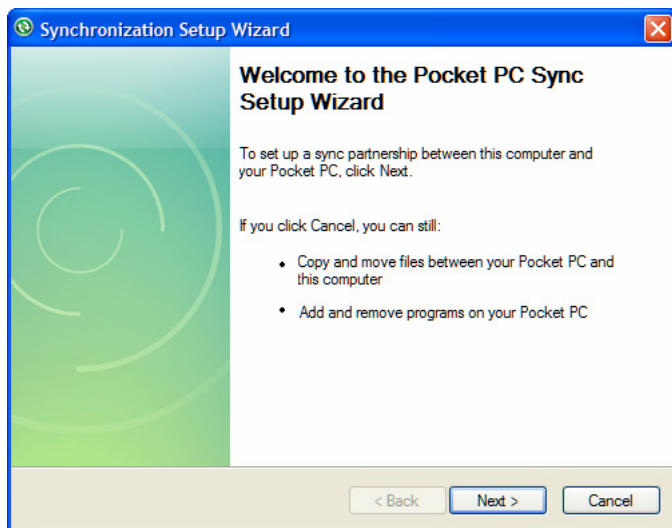 Synchronization Setup Wizard
Welcome to the Pocket PC Sync
Setup Wizard
To set up a sync partnership between this computer and
your Pocket PC, click Next.
If you click Cancel, you can still:
• Copy and move files between your Pocket PC and
this computer
• Add and remove programs on your Pocket PC
< Back Next > Cancel